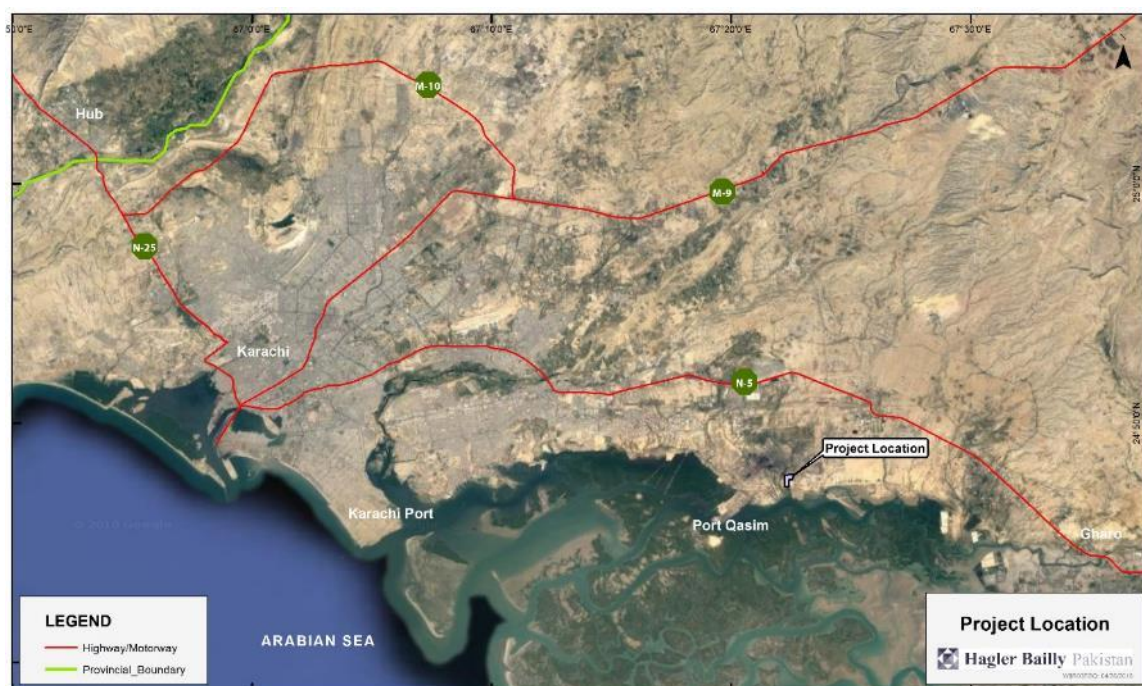 67°0'0"E
67°10'0"E
67°20'0"E
67°30'0"E
M-10
Hub
M-9
25°0'0"N
N-25
Karachi
N-5
24°50'0"N
Project Location
Karachi Port
Port Qasim
Gharo
LEGEND
Highway/Motorway
Provincial_Boundary
ARABIAN SEA
Project Location
Hagler Bailly Pakistan